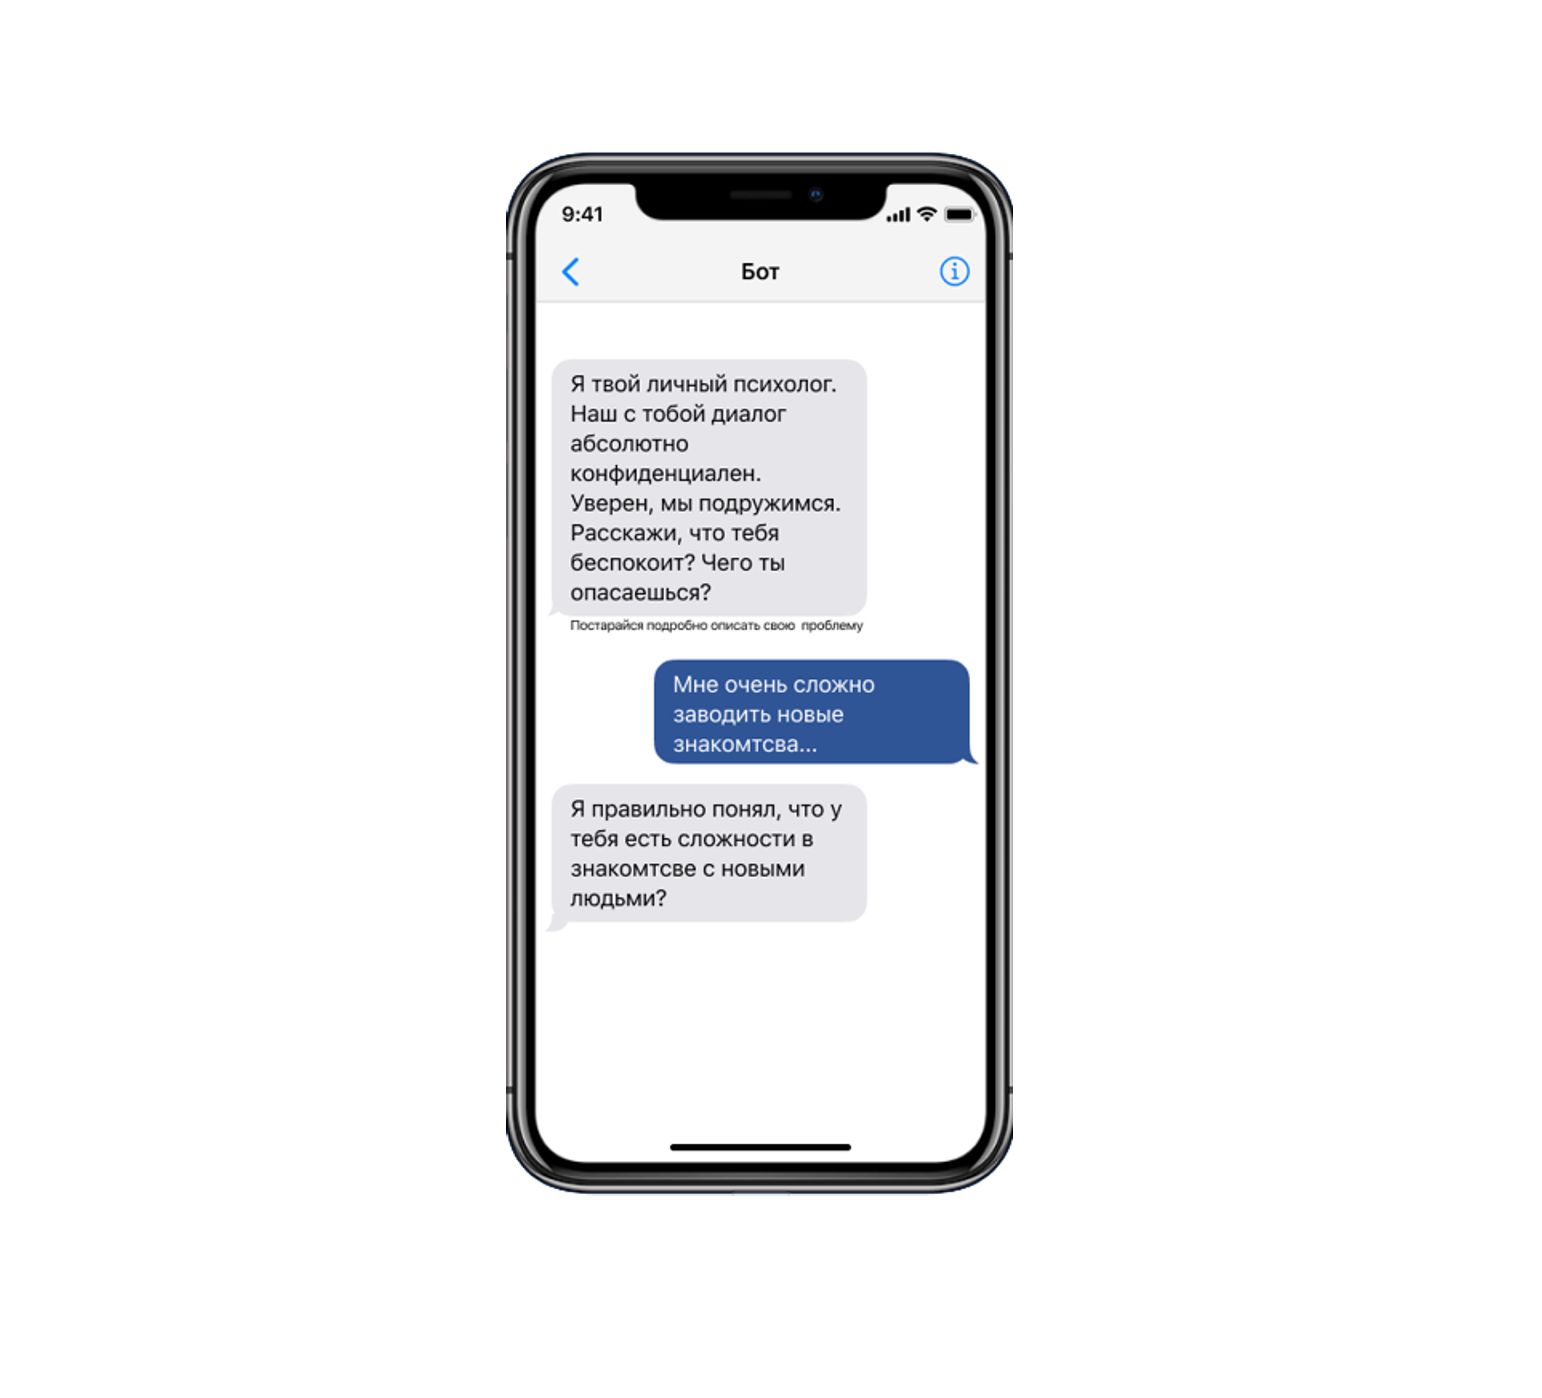 9:41
Бот
Я твой личный психолог.
Наш с тобой диалог
абсолютно
конфиденциален.
Уверен, мы подружимся.
Расскажи, что тебя
беспокоит? Чего ты
опасаешься?
Постарайся подробно описать свою проблему
Мне очень сложно
заводить новые
знакомтсва...
Я правильно понял, что у
тебя есть сложности в
знакомтсве с новыми
людьми?